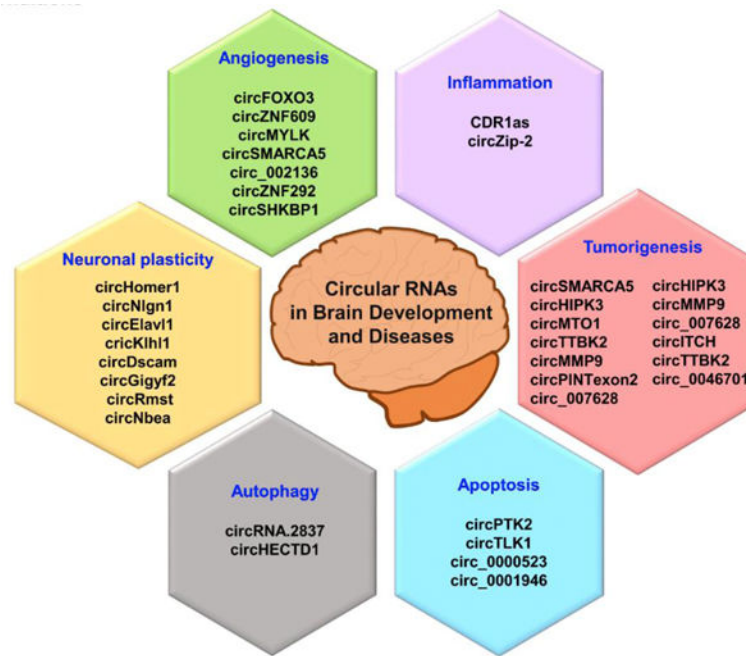 Angiogenesis
circFOXO3
circZNF609
circMYLK
circSMARCA5
circ_002136
circZNF292
circSHKBP1
Inflammation
CDR1as
circZip-2
Neuronal plasticity
circHomer1
circNlgn1
circElavl1
cricKlhl1
circDscam
circGigyf2
circRmst
circNbea
Circular RNAs
in Brain Development
and Diseases
Tumorigenesis
circSMARCA5 circHIPK3
circHIPK3 circMMP9
circMTO1 circ_007628
circTTBK2 circITCH
circMMP9 circTTBK2
circPINTexon2 circ_0046701
circ_007628
Autophagy
circRNA.2837
circHECTD1
Apoptosis
circPTK2
circTLK1
circ_0000523
circ_0001946